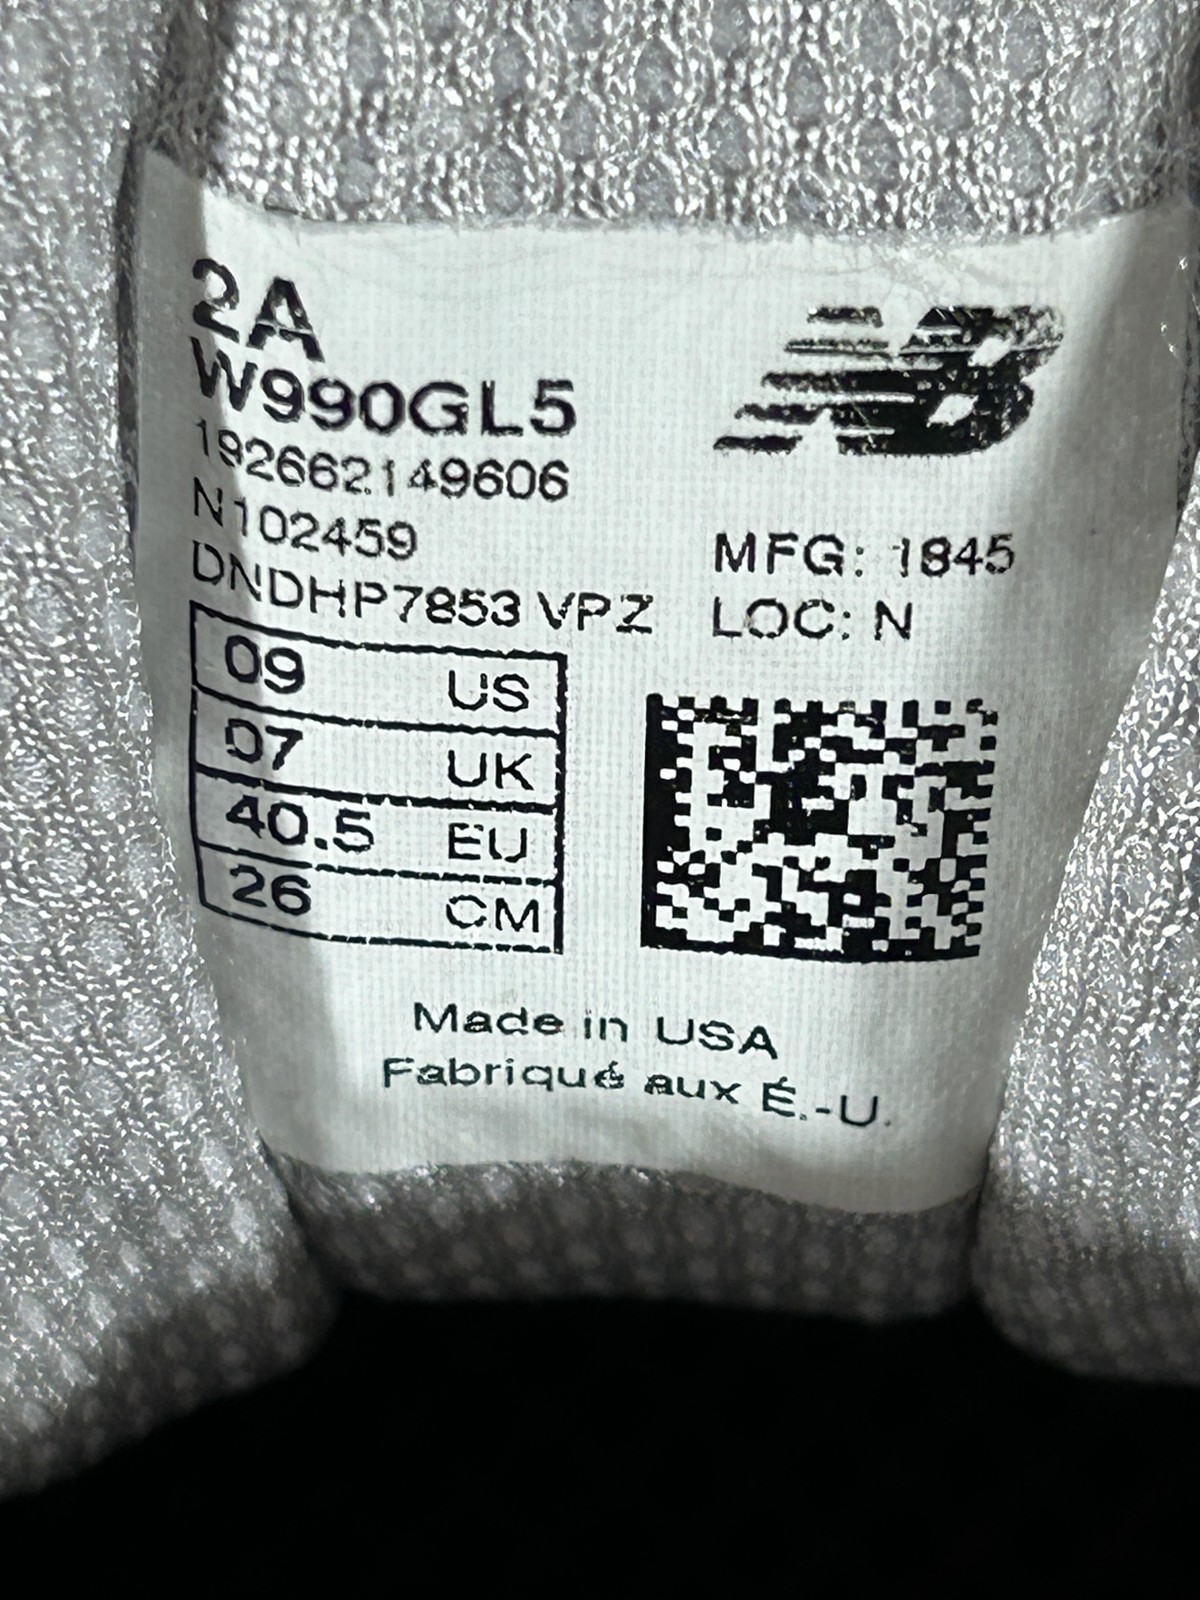 2A
W990GL5
192662149606
N102459
DNDHP7853 VPZ
NB
MFG: 1845
LOC: N
09 US
07 UK
40.5 EU
26 CM
Made in USA
Fabriqué aux É.-U.